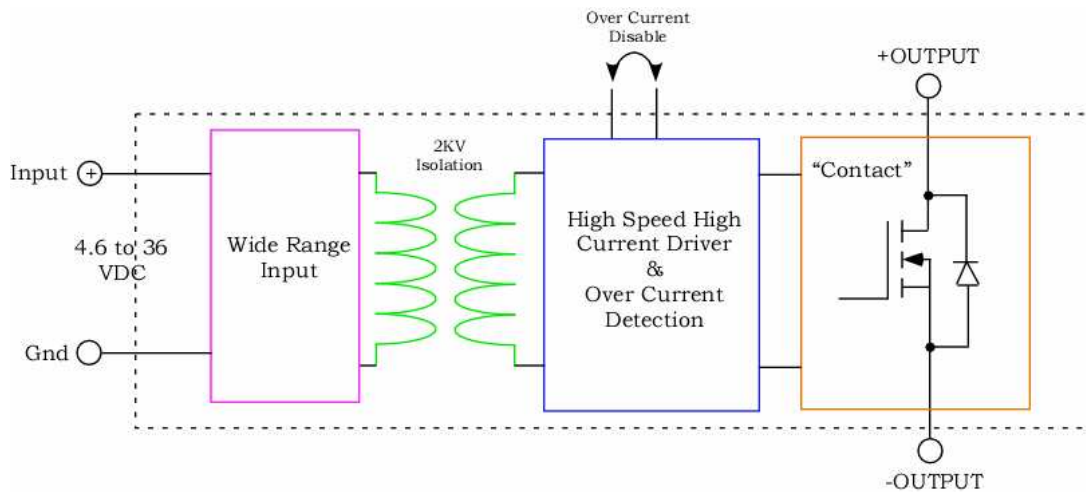 Over Current
Disable
+OUTPUT
2KV
Isolation
Input
+
"Contact"
High Speed High
Current Driver
&
Over Current
Detection
Wide Range
Input
4.6 to 36
VDC
Gnd
-OUTPUT